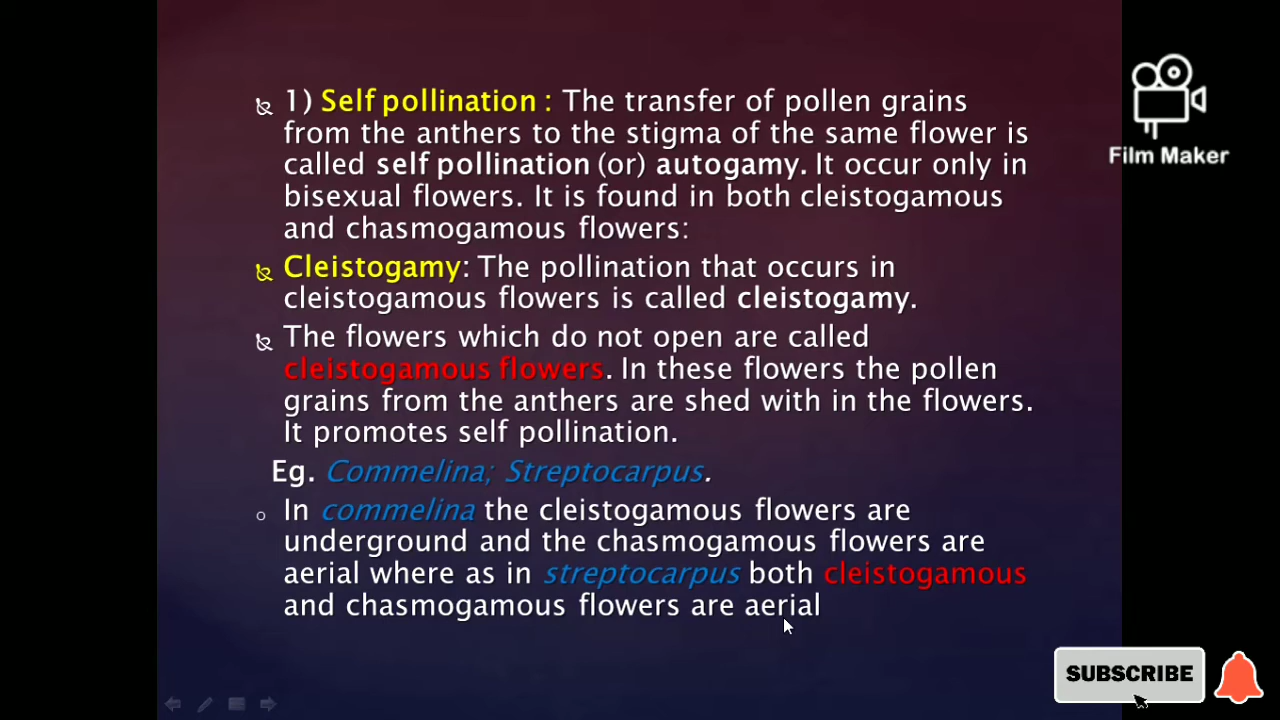 1) Self pollination : The transfer of pollen grains
from the anthers to the stigma of the same flower is
called self pollination (or) autogamy. It occur only in
bisexual flowers. It is found in both cleistogamous
and chasmogamous flowers:
Cleistogamy: The pollination that occurs in
cleistogamous flowers is called cleistogamy.
The flowers which do not open are called
cleistogamous flowers. In these flowers the pollen
grains from the anthers are shed with in the flowers.
It promotes self pollination.
Eg. Commelina; Streptocarpus.
In commelina the cleistogamous flowers are
underground and the chasmogamous flowers are
aerial where as in streptocarpus both cleistogamous
and chasmogamous flowers are aerial
Film Maker
SUBSCRIBE